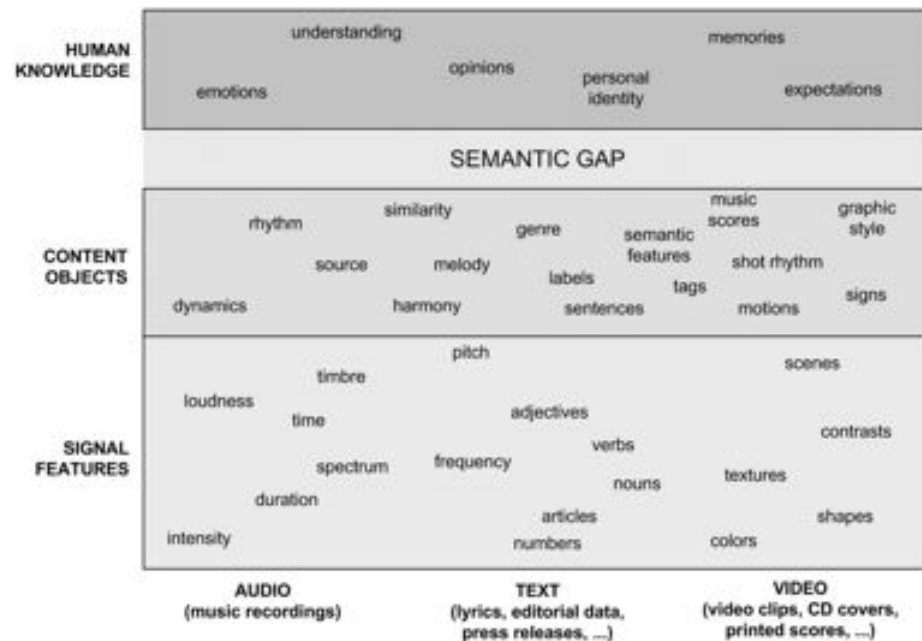 HUMAN
KNOWLEDGE
understanding
memories
opinions
personal
identity
emotions
expectations
SEMANTIC GAP
CONTENT
OBJECTS
music
scores
graphic
style
similarity
rhythm
genre
semantic
features
source
melody
shot rhythm
labels
tags
signs
dynamics
harmony
sentences
motions
SIGNAL
FEATURES
pitch
scenes
timbre
loudness
time
adjectives
contrasts
verbs
frequency
spectrum
textures
nouns
duration
articles
shapes
intensity
numbers
colors
AUDIO
(music recordings)
TEXT
(lyrics, editorial data,
press releases, ...)
VIDEO
(video clips, CD covers,
printed scores, ...)